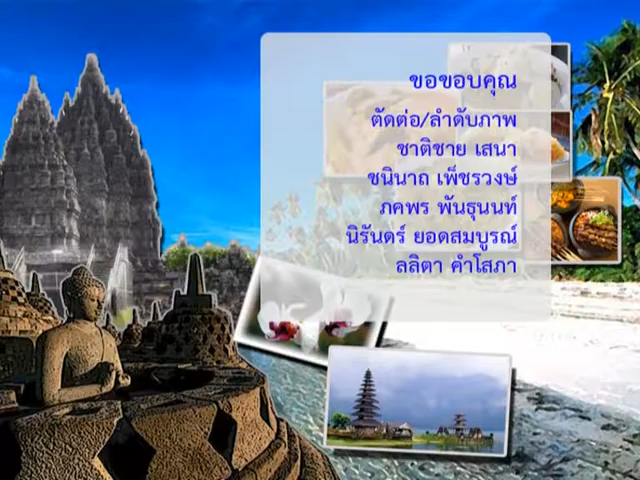 ขอขอบคุณ
ตัดต่อ/ลำดับภาพ
ชาติชาย เสนา
ชนินาถ เพ็ชรวงษ์
ภคพร พันธุนนท์
นิรันตร์ ยอดสมบูรณ์
ลลิตา คำโสภา